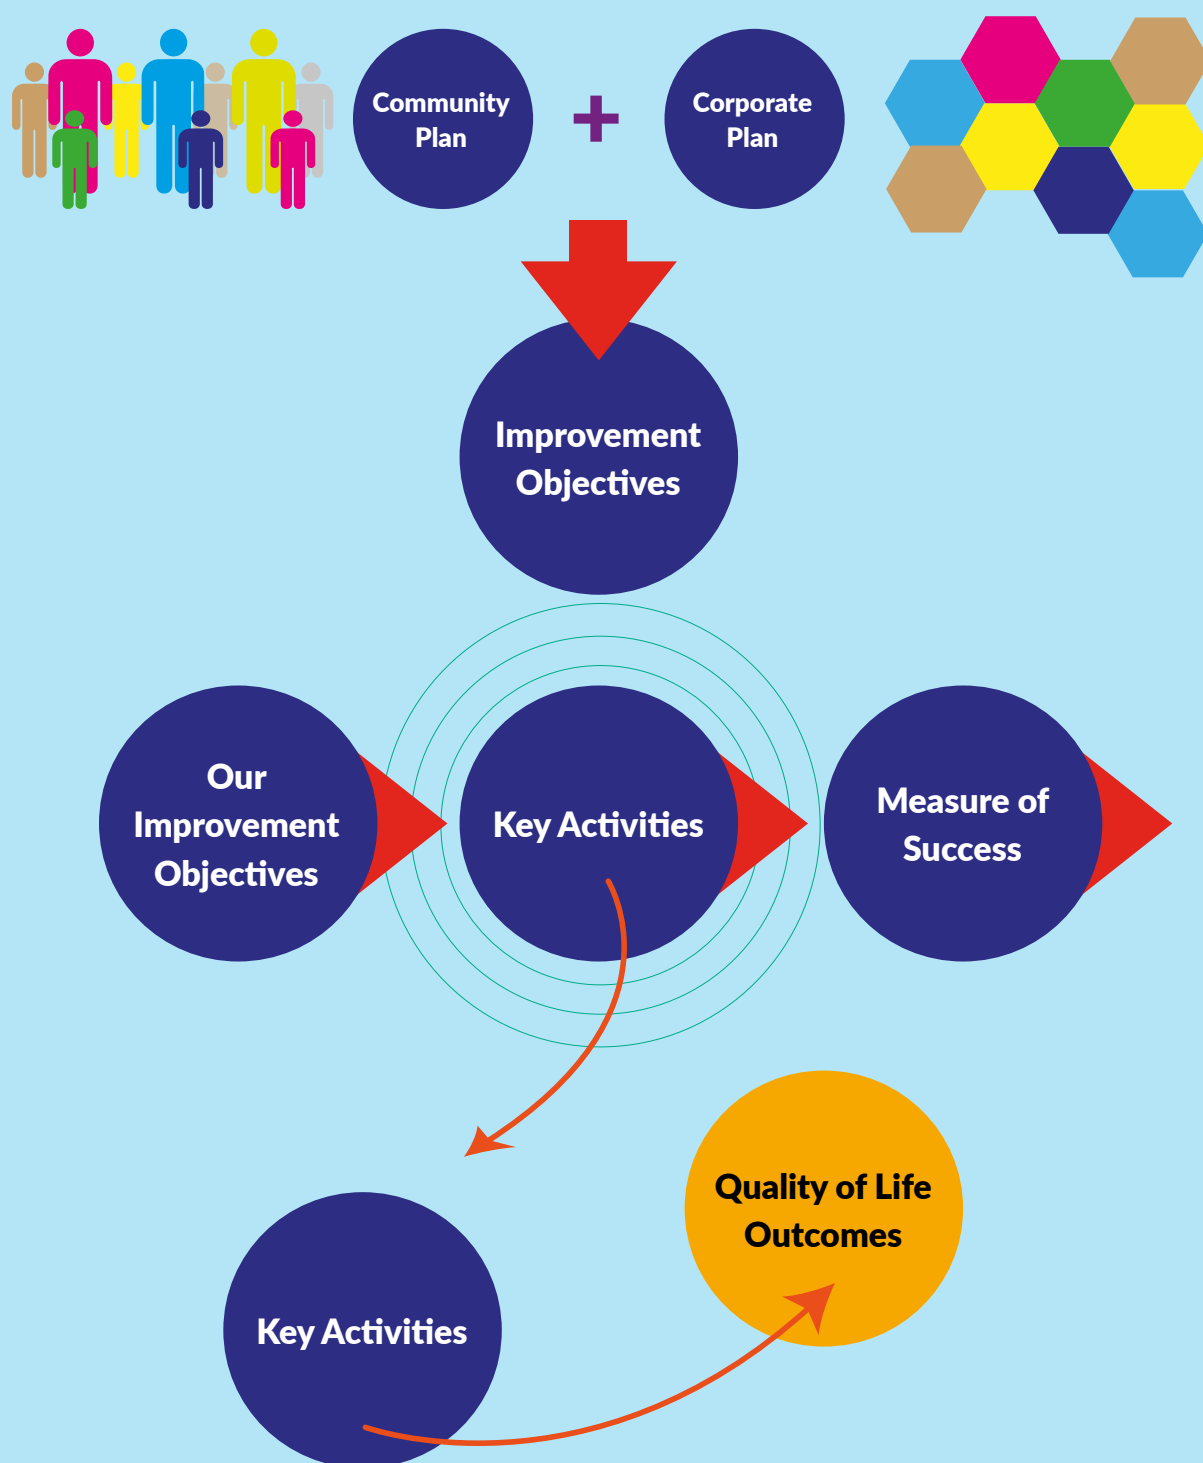 Community
Plan
+
Corporate
Plan
Improvement
Objectives
Our
Improvement
Objectives
Key Activities
Measure of
Success
Quality of Life
Outcomes
Key Activities